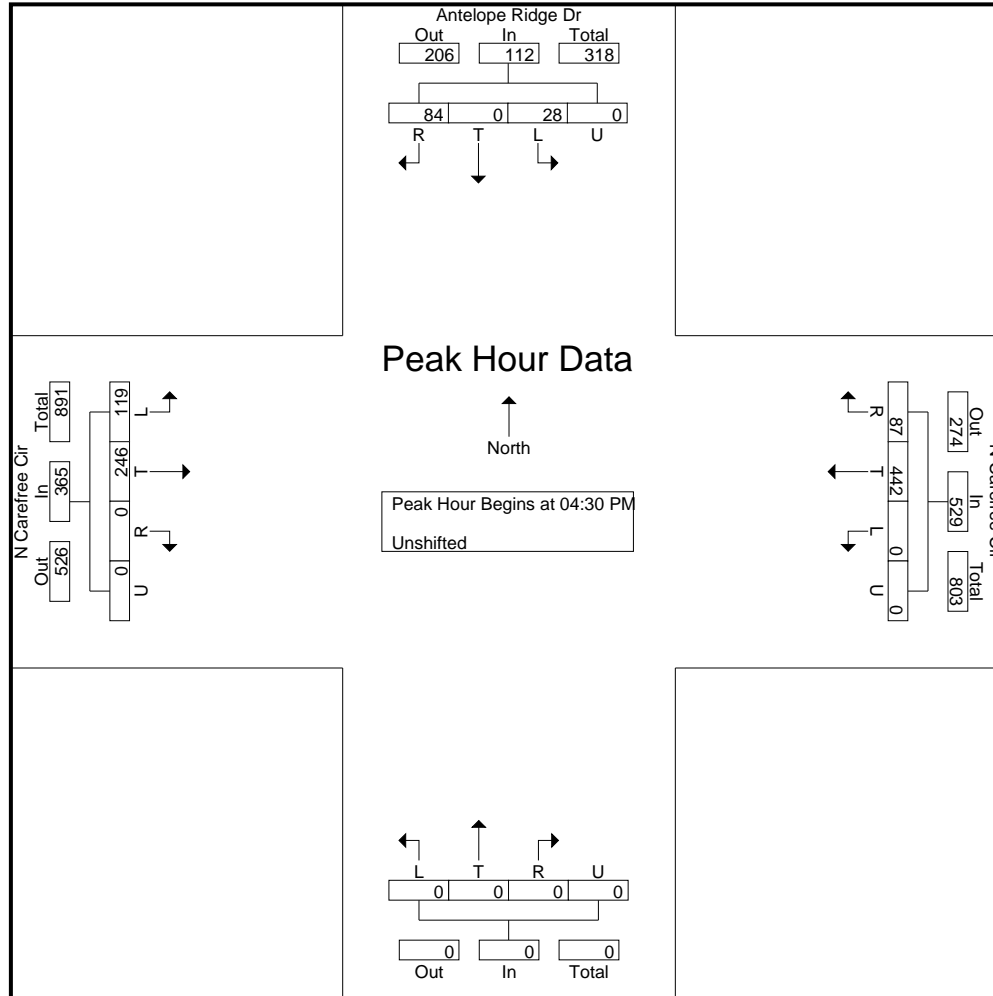 Antelope Ridge Dr
Out In Total
206 112 318
84 0 28 0
R T L U
Peak Hour Data
North
Peak Hour Begins at 04:30 PM
Unshifted
N Carefree Cir
Total In Out
891 365 526
119 246 0 0
L T R U
N Carefree Cir
Out In Total
274 529 803
87 442 0 0
R T L U
L T R U
0 0 0 0
0 0 0
Out In Total